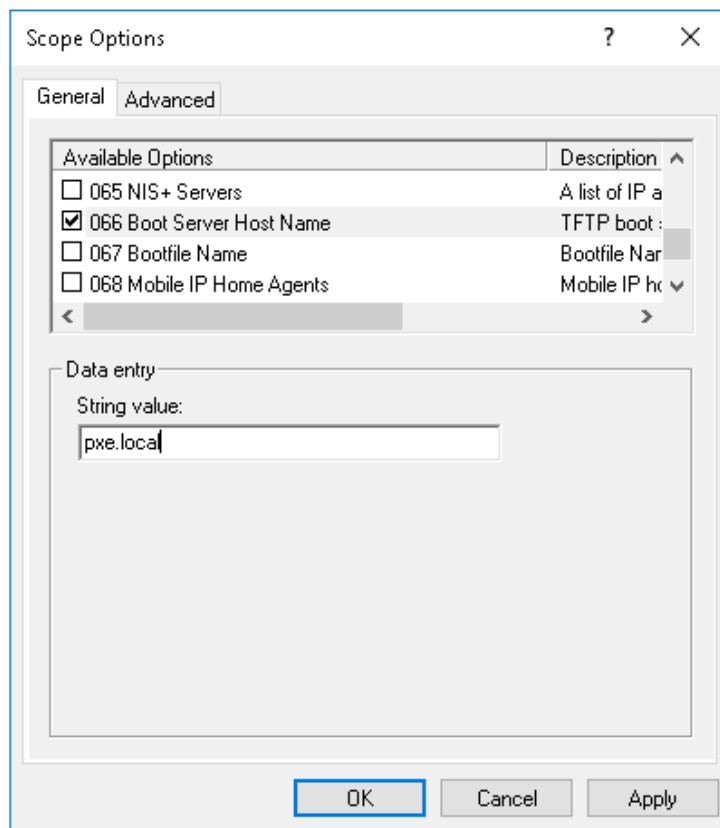 Scope Options ?
General Advanced
Available Options Description
065 NIS+ Servers A list of IP a
066 Boot Server Host Name TFTP boot
067 Bootfile Name Bootfile Nar
068 Mobile IP Home Agents Mobile IP
Data entry
String value:
pxe.local
OK Cancel Apply